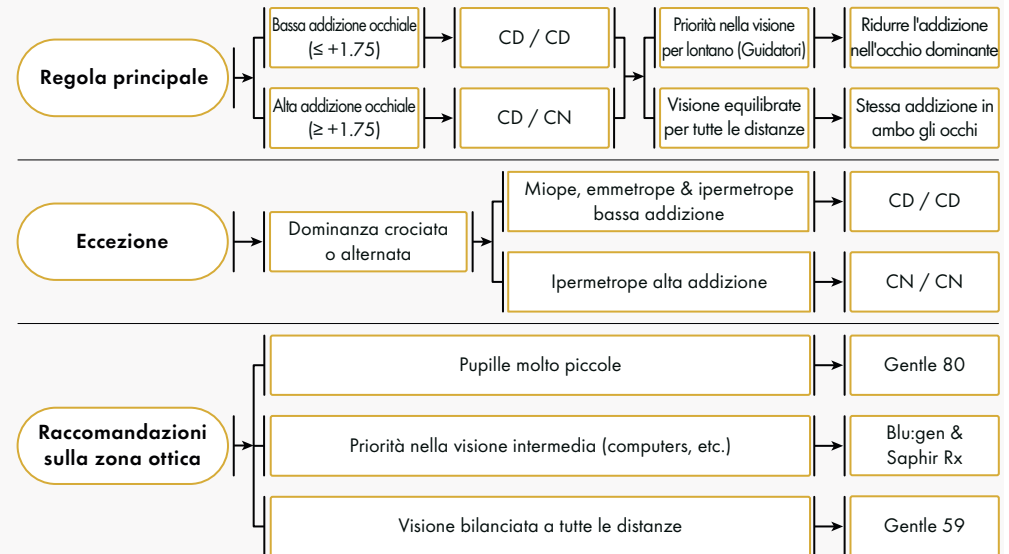 Regola principale
Bassa addizione occhiale
(≤ +1.75)
CD / CD
Alta addizione occhiale
(≥ +1.75)
CD / CN
Priorità nella visione
per lontano (Guidatori)
Ridurre l'addizione
nell'occhio dominante
Visione equilibrate
per tutte le distanze
Stessa addizione in
ambo gli occhi
Eccezione
Dominanza crociata
o alternata
Miope, emmetrope & ipermetrope
bassa addizione
CD / CD
Ipermetrope alta addizione
CN / CN
Raccomandazioni
sulla zona ottica
Pupille molto piccole
Gentle 80
Priorità nella visione intermedia (computers, etc.)
Blu:gen &
Saphir Rx
Visione bilanciata a tutte le distanze
Gentle 59